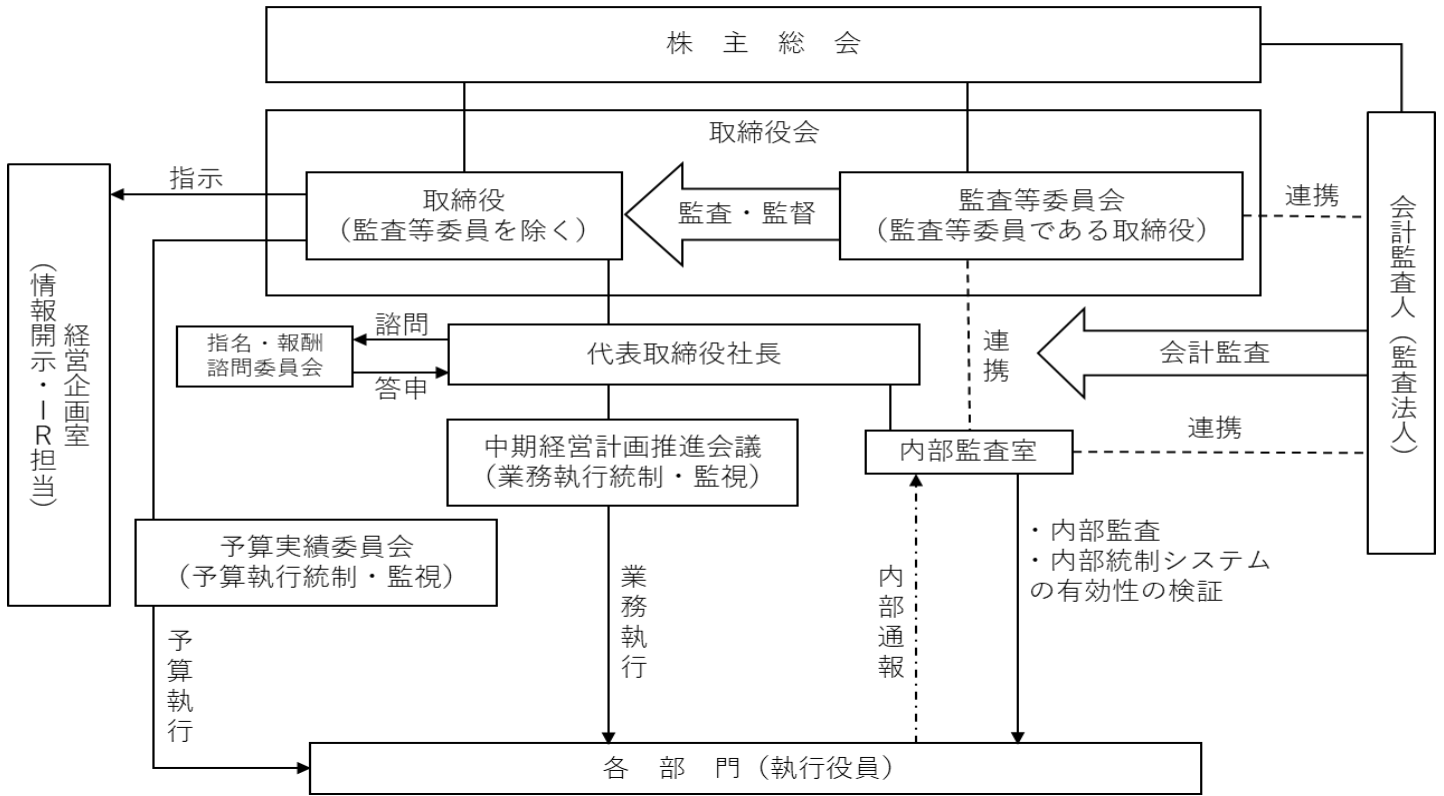 株　主　総　会
取締役会
指示
取締役
（監査等委員を除く）
監査・監督
監査等委員会
（監査等委員である取締役）
連携
会計監査人（監査法人）
経営企画室
（情報開示・IR担当）
指名・報酬
諮問委員会
諮問
答申
代表取締役社長
連携
会計監査
中期経営計画推進会議
（業務執行統制・監視）
内部監査室
連携
予算実績委員会
（予算執行統制・監視）
・内部監査
・内部統制システム
の有効性の検証
予算執行
業務執行
内部通報
各　部　門（執行役員）